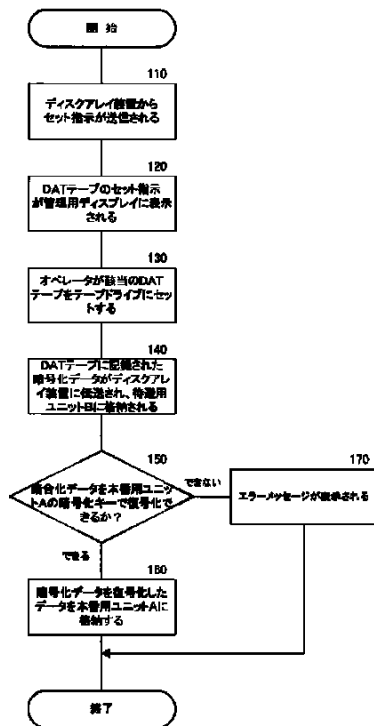 開始
110
ディスクアレイ装置から
セット指示が送信される
120
DATテープのセット指示
が管理用ディスプレイに表示
される
130
オペレータが該当のDAT
テープをテープドライブにセッ
トする
140
DATテープに記録された
暗号化データがディスクアレ
イ装置に伝送され、待避用
ユニットBに格納される
150
暗合化データを本番用ユニッ
トAの暗号化キーで復号化で
きるか?
できない
170
エラーメッセージが表示される
できる
160
暗号化データを復号化した
データを本番用ユニットAに
格納する
終了